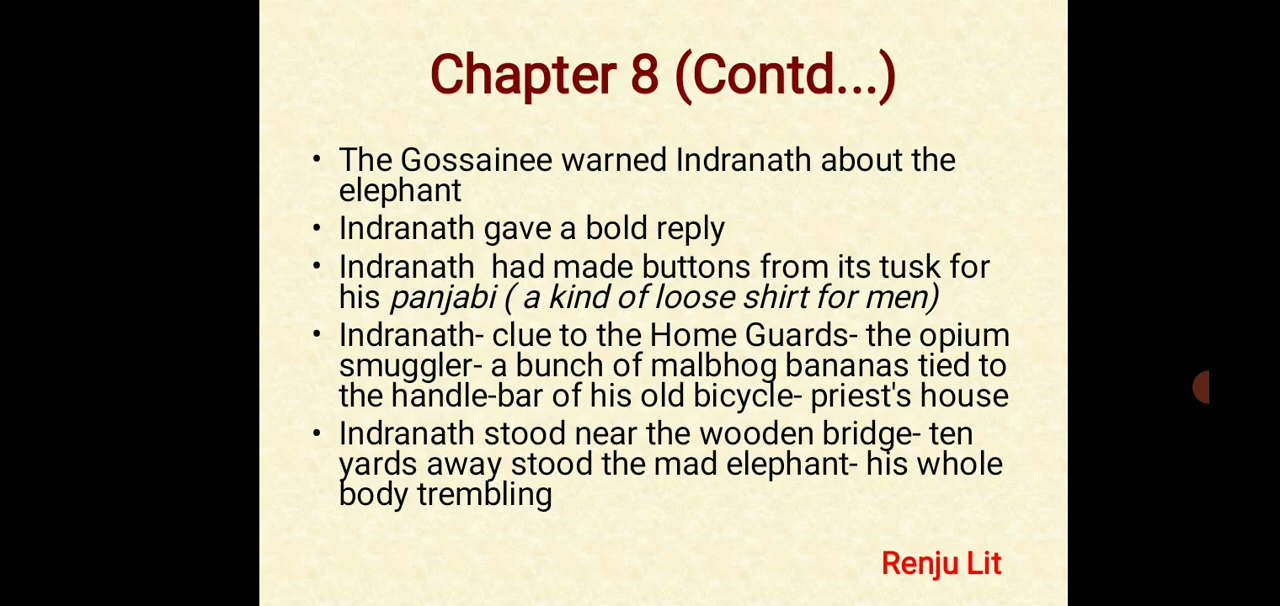 Chapter 8 (Contd...)
• The Gossainee warned Indranath about the
elephant
• Indranath gave a bold reply
• Indranath  had made buttons from its tusk for
his panjabi ( a kind of loose shirt for men)
• Indranath- clue to the Home Guards- the opium
smuggler- a bunch of malbhog bananas tied to
the handle-bar of his old bicycle- priest's house
• Indranath stood near the wooden bridge- ten
yards away stood the mad elephant- his whole
body trembling
Renju Lit